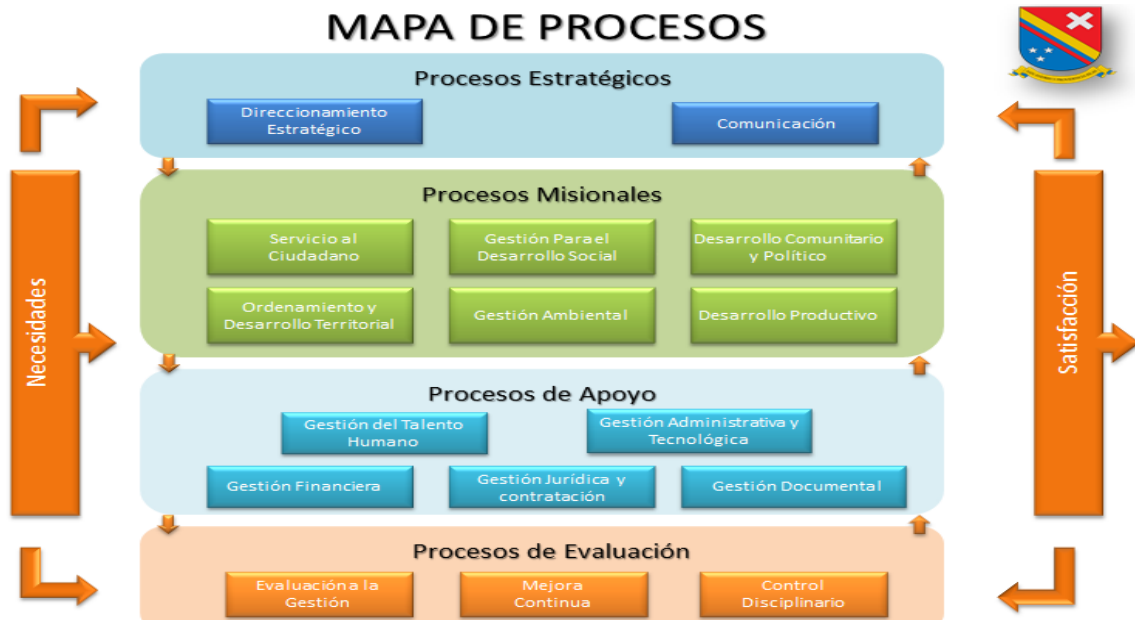 MAPA DE PROCESOS
Procesos Estratégicos
Direccionamiento
Estratégico
Comunicación
Necesidades
Procesos Misionales
Servicio al
Ciudadano
Gestión Para el
Desarrollo Social
Desarrollo Comunitario
y Político
Ordenamiento y
Desarrollo Territorial
Gestión Ambiental
Desarrollo Productivo
Satisfacción
Procesos de Apoyo
Gestión del Talento
Humano
Gestión Administrativa y
Tecnológica
Gestión Financiera
Gestión Jurídica y
contratación
Gestión Documental
Procesos de Evaluación
Evaluación a la
Gestión
Mejora
Continua
Control
Disciplinario